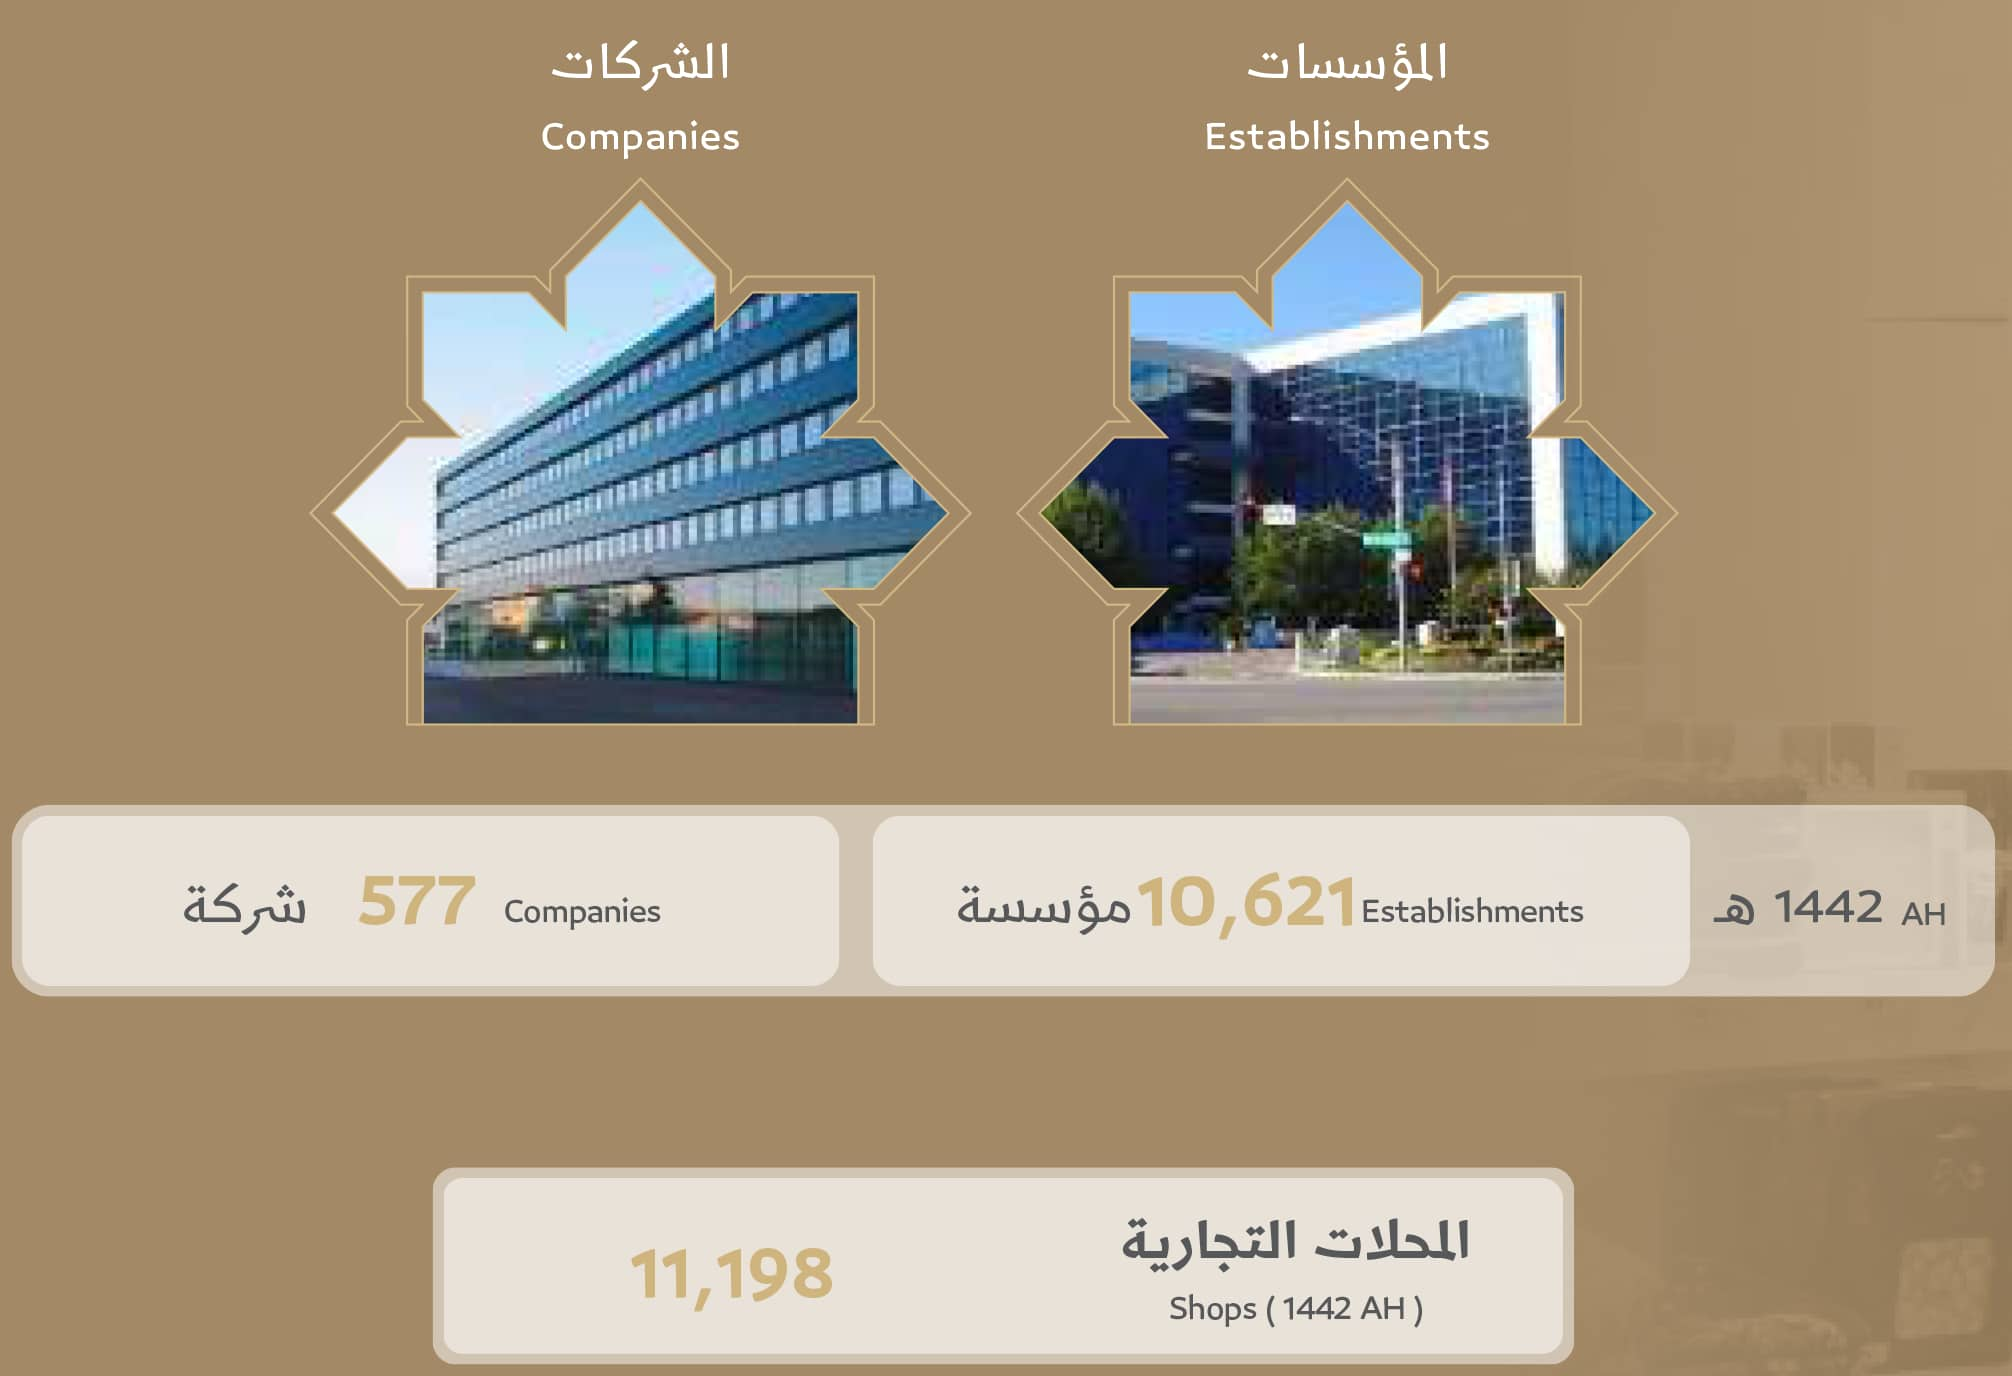 المؤسسات
Establishments
الشركات
Companies
1442 هـ AH
مؤسسة 10,621 Establishments
شركة 577 Companies
المحلات التجارية
Shops ( 1442 AH )
11,198